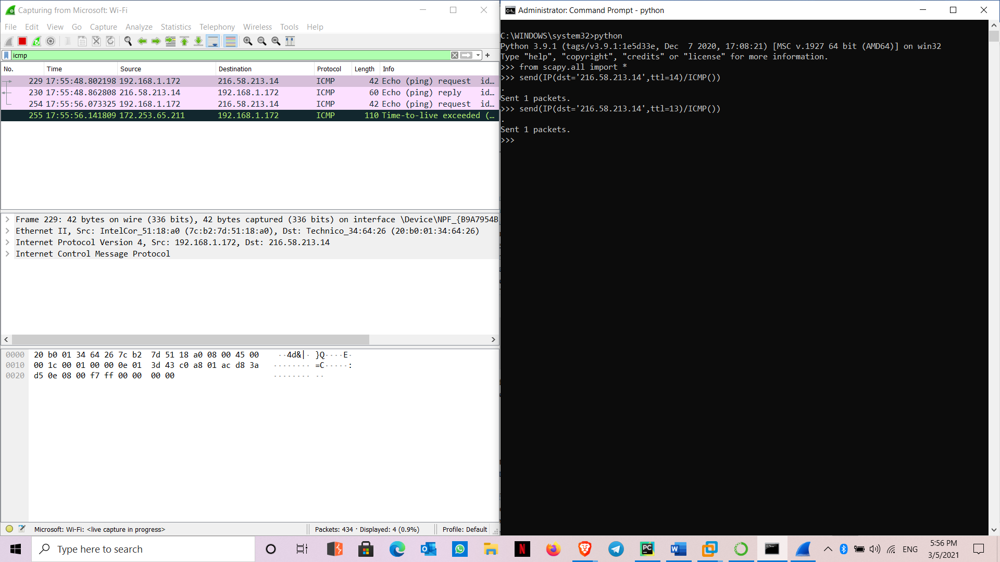 Capturing from Microsoft: Wi-Fi
File Edit View Go Capture Analyze Statistics Telephony Wireless Tools Help
icmp
No. Time Source Destination Protocol Length Info
229 17:55:48.802198 192.168.1.172 216.58.213.14 ICMP 42 Echo (ping) request id…
230 17:55:48.862808 216.58.213.14 192.168.1.172 ICMP 60 Echo (ping) reply id…
254 17:55:56.073325 192.168.1.172 216.58.213.14 ICMP 42 Echo (ping) request id…
255 17:55:56.141809 172.253.65.211 192.168.1.172 ICMP 110 Time-to-live exceeded (…
Frame 229: 42 bytes on wire (336 bits), 42 bytes captured (336 bits) on interface \Device\NPF_{B9A7954B
Ethernet II, Src: IntelCor_51:18:a0 (7c:b2:7d:51:18:a0), Dst: Technico_34:64:26 (20:b0:01:34:64:26)
Internet Protocol Version 4, Src: 192.168.1.172, Dst: 216.58.213.14
Internet Control Message Protocol
0000 20 b0 01 34 64 26 7c b2 7d 51 18 a0 08 00 45 00 ··4d&|· }Q····E·
0010 00 1c 00 01 00 00 0e 01 3d 43 c0 a8 01 ac d8 3a ········ =C·····:
0020 d5 0e 08 00 f7 ff 00 00 00 00 ········ ··
Microsoft: Wi-Fi: <live capture in progress>
Packets: 434 · Displayed: 4 (0.9%)
Profile: Default
Administrator: Command Prompt - python
C:\WINDOWS\system32>python
Python 3.9.1 (tags/v3.9.1:1e5d33e, Dec  7 2020, 17:08:21) [MSC v.1927 64 bit (AMD64)] on win32
Type "help", "copyright", "credits" or "license" for more information.
>>> from scapy.all import *
>>> send(IP(dst='216.58.213.14',ttl=14)/ICMP())
.
Sent 1 packets.
>>> send(IP(dst='216.58.213.14',ttl=13)/ICMP())
.
Sent 1 packets.
>>>
Type here to search
ENG
5:56 PM
3/5/2021